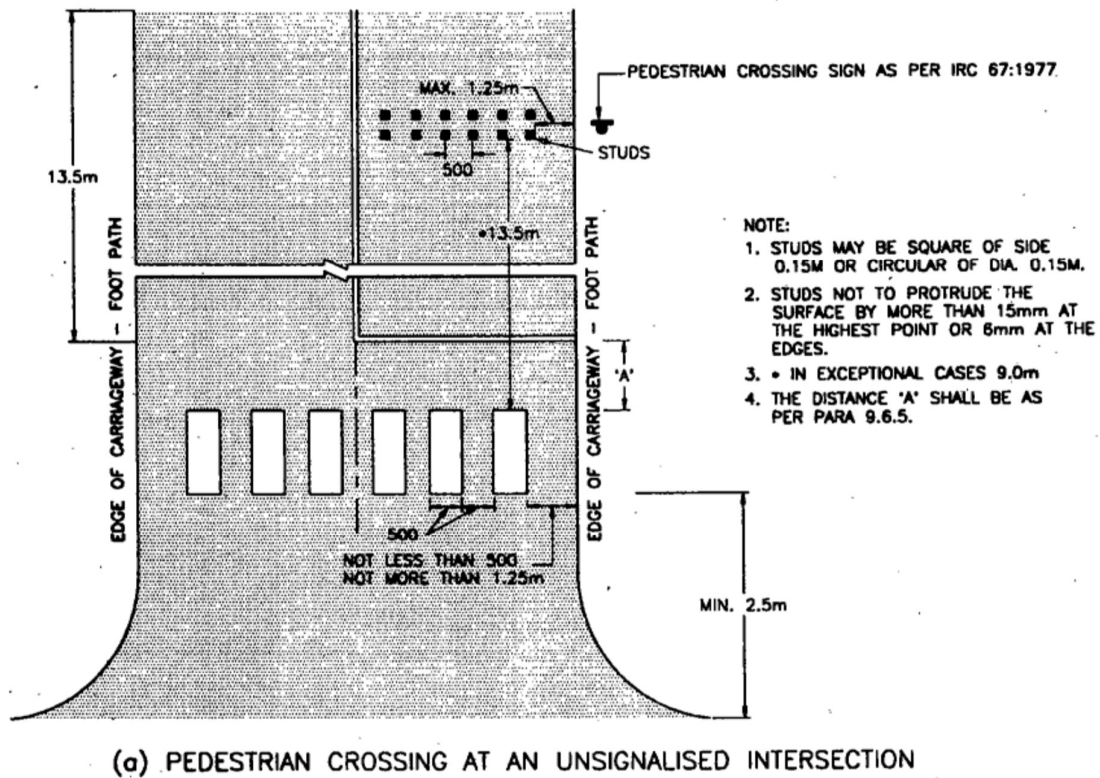 PEDESTRIAN CROSSING SIGN AS PER IRC 67:1977
MAX. 1.25m
STUDS
500
13.5m
*13.5m
EDGE OF CARRIAGEWAY – FOOT PATH
EDGE OF CARRIAGEWAY – FOOT PATH
'A'
NOTE:
1. STUDS MAY BE SQUARE OF SIDE
0.15M OR CIRCULAR OF DIA. 0.15M.
2. STUDS NOT TO PROTRUDE THE
SURFACE BY MORE THAN 15mm AT
THE HIGHEST POINT OR 6mm AT THE
EDGES.
3. * IN EXCEPTIONAL CASES 9.0m
4. THE DISTANCE 'A' SHALL BE AS
PER PARA 9.6.5.
500
NOT LESS THAN 500
NOT MORE THAN 1.25m
MIN. 2.5m
(a) PEDESTRIAN CROSSING AT AN UNSIGNALISED INTERSECTION